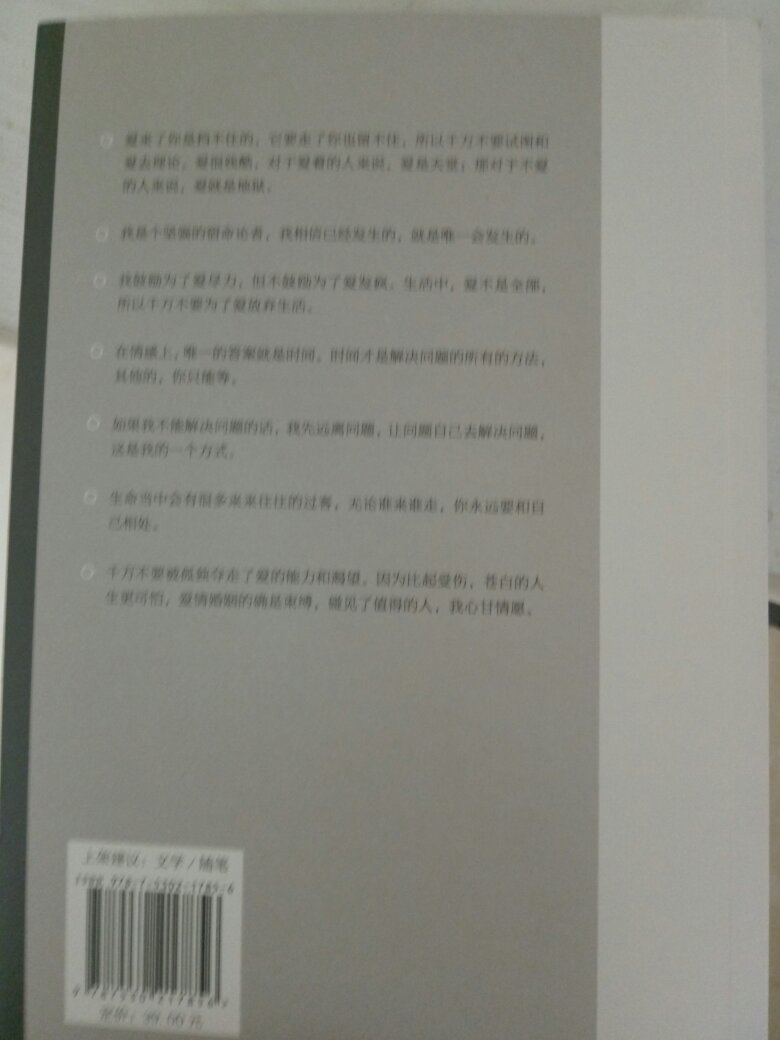 爱来了你是挡不住的，它要走了你也留不住，所以千万不要试图和
爱去理论，爱很残酷，对于爱着的人来说，爱是天堂；那对于不爱
的人来说，爱就是地狱。
我是个坚强的宿命论者，我相信已经发生的，就是唯一会发生的。
我鼓励为了爱尽力，但不鼓励为了爱发疯。生活中，爱不是全部，
所以千万不要为了爱放弃生活。
在情感上，唯一的答案就是时间。时间才是解决问题的所有的方法，
其他的，你只能等。
如果我不能解决问题的话，我先远离问题，让问题自己去解决问题，
这是我的一个方式。
生命当中会有很多来来往往的过客，无论谁来谁走，你永远要和自
己相处。
千万不要被孤独夺走了爱的能力和渴望。因为比起受伤，苍白的人
生更可怕，爱情婚姻的确是束缚，碰见了值得的人，我心甘情愿。
上架建议：文学／随笔
定价：39.00元